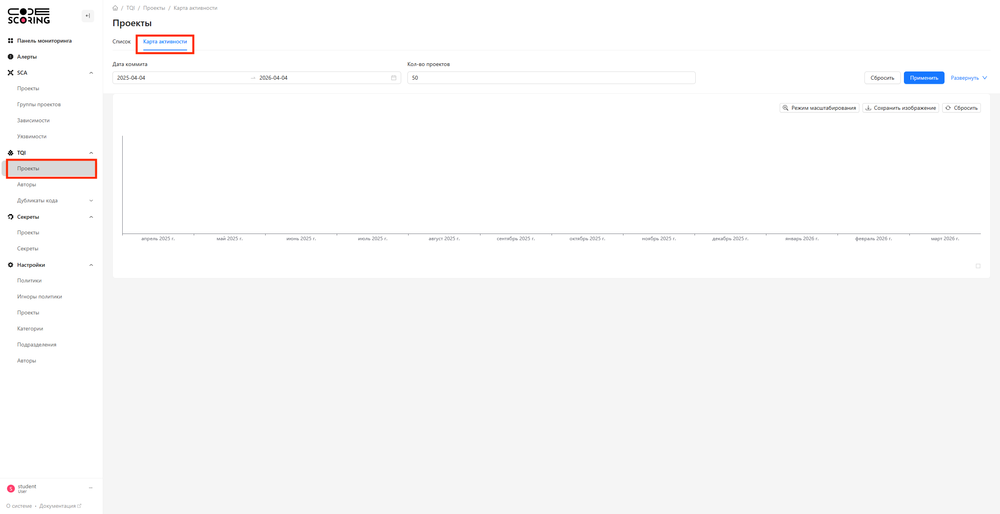 CODE
SCORING
Панель мониторинга
Алерты
SCA
Проекты
Группы проектов
Зависимости
Уязвимости
TQI
Проекты
Авторы
Дубликаты кода
Секреты
Проекты
Секреты
Настройки
Политики
Игноры политики
Проекты
Категории
Подразделения
Авторы
S student
User
...
О системе · Документация
/ TQI / Проекты / Карта активности
Проекты
Список Карта активности
Дата коммита Кол-во проектов
2025-04-04 → 2026-04-04 50 Сбросить Применить Развернуть
Режим масштабирования Сохранить изображение Сбросить
апрель 2025 г. май 2025 г. июнь 2025 г. июль 2025 г. август 2025 г. сентябрь 2025 г. октябрь 2025 г. ноябрь 2025 г. декабрь 2025 г. январь 2026 г. февраль 2026 г. март 2026 г.